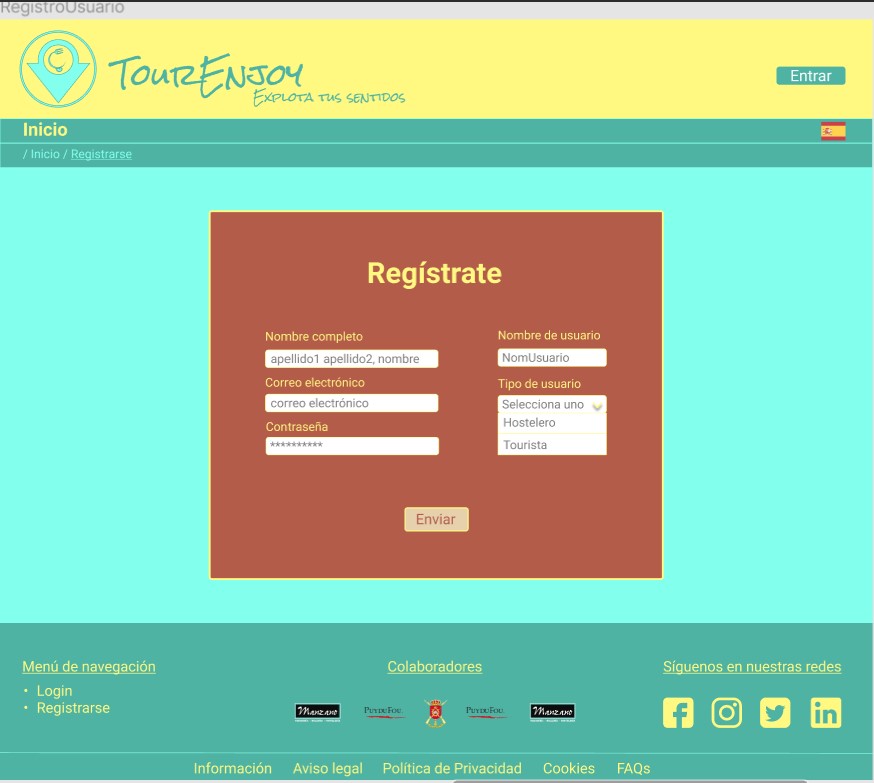 RegistroUsuario
TourEnjoy
Explota tus sentidos
Entrar
Inicio
/ Inicio / Registrarse
Regístrate
Nombre completo
apellido1 apellido2, nombre
Correo electrónico
correo electrónico
Contraseña
**********
Nombre de usuario
NomUsuario
Tipo de usuario
Selecciona uno
Hostelero
Tourista
Enviar
Menú de navegación
• Login
• Registrarse
Colaboradores
Manzano
PUYDUFOU
PUYDUFOU
Manzano
Síguenos en nuestras redes
Información Aviso legal Política de Privacidad Cookies FAQs